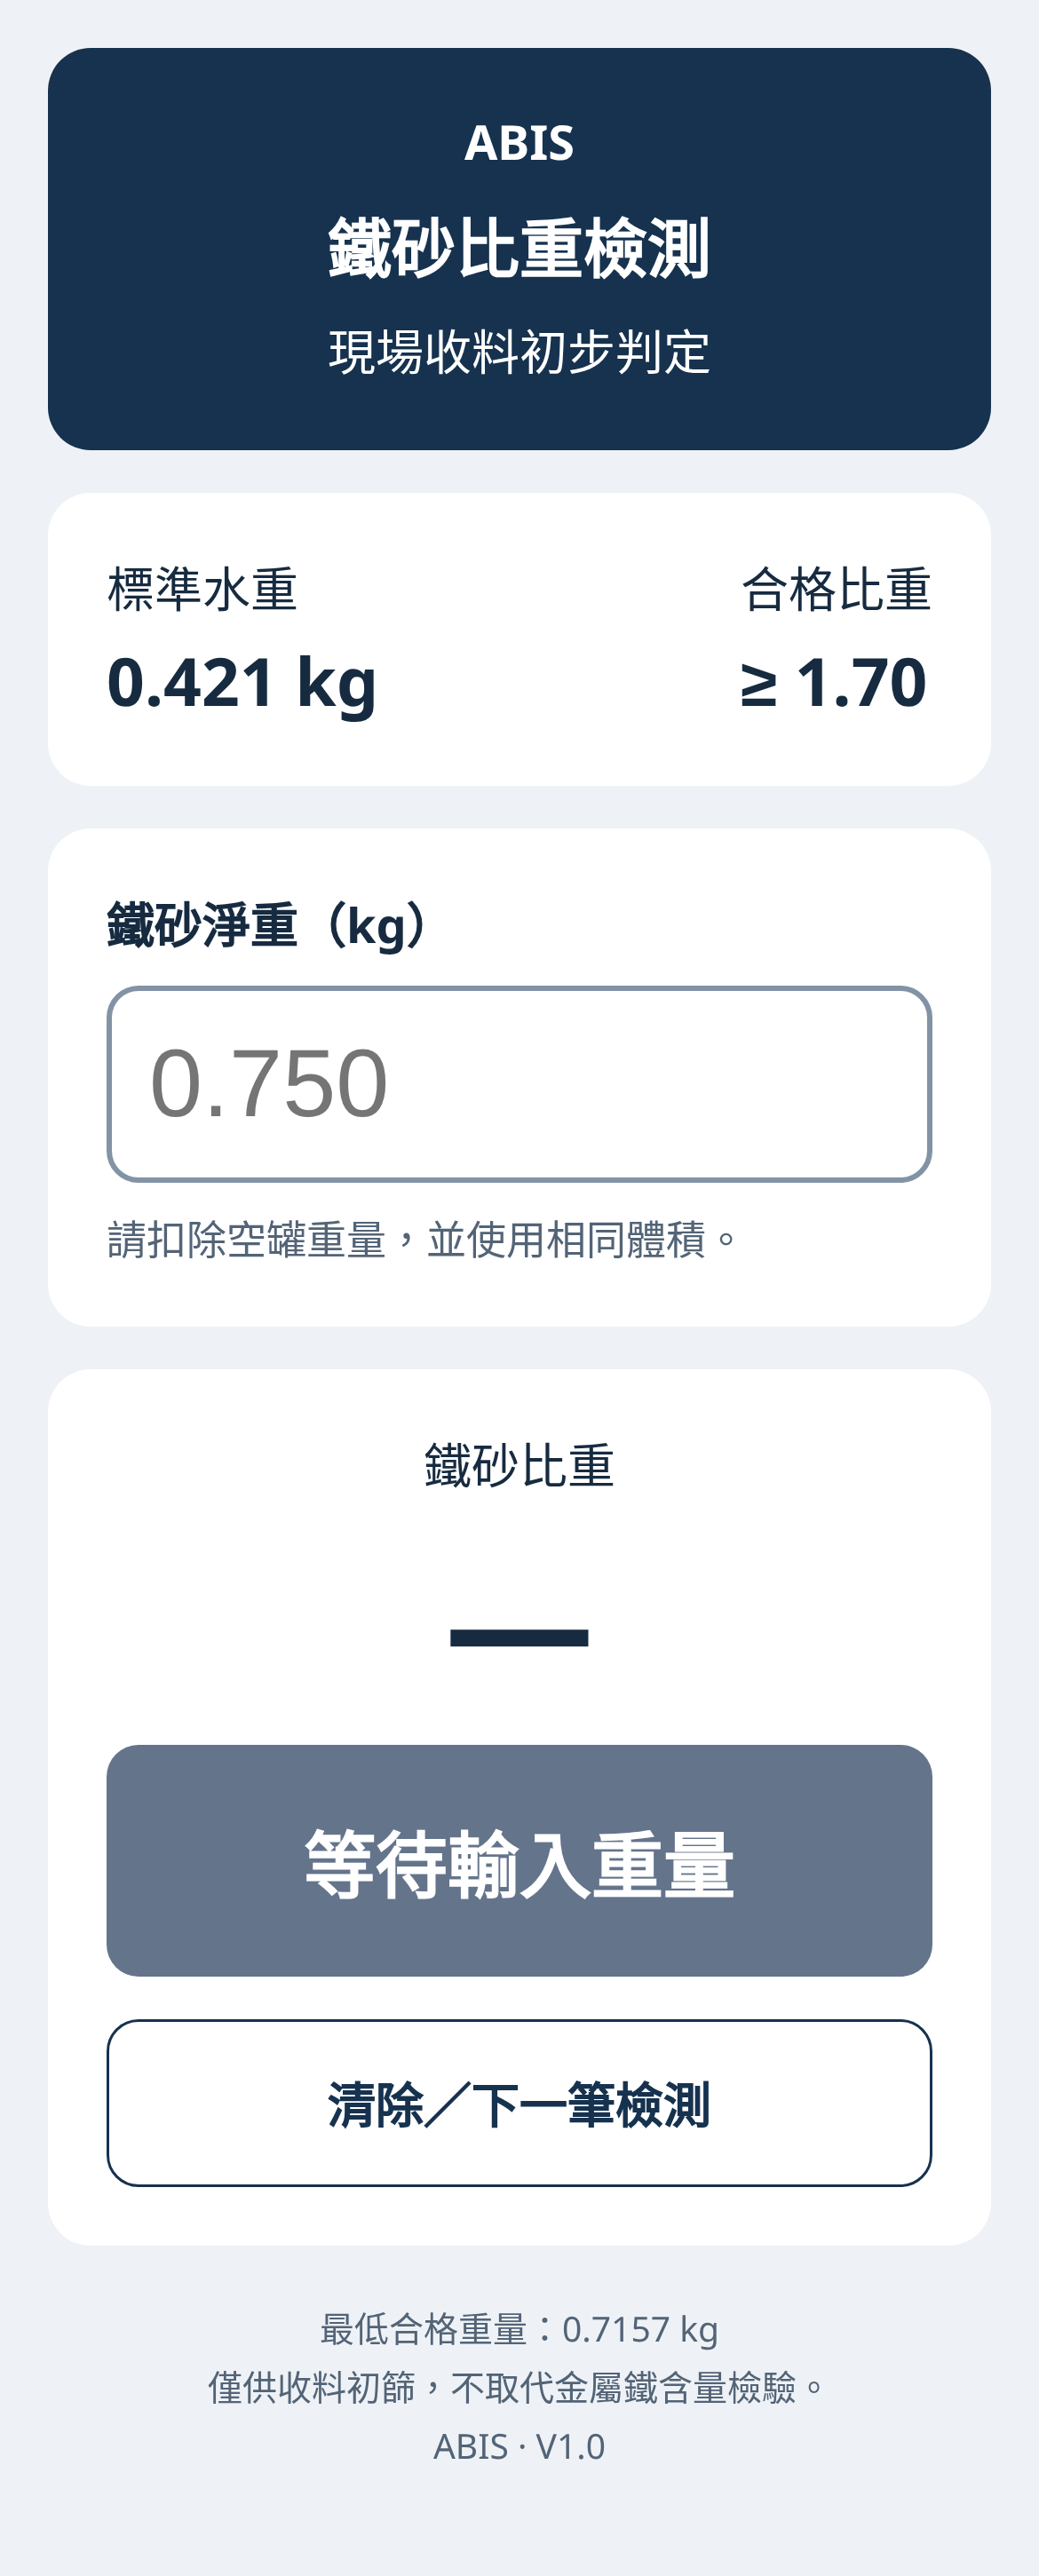 ABIS
鐵砂比重檢測
現場收料初步判定
標準水重
0.421 kg
合格比重
≥ 1.70
鐵砂淨重（kg）
0.750
請扣除空罐重量，並使用相同體積。
鐵砂比重
—
等待輸入重量
清除／下一筆檢測
最低合格重量：0.7157 kg
僅供收料初篩，不取代金屬鐵含量檢驗。
ABIS · V1.0